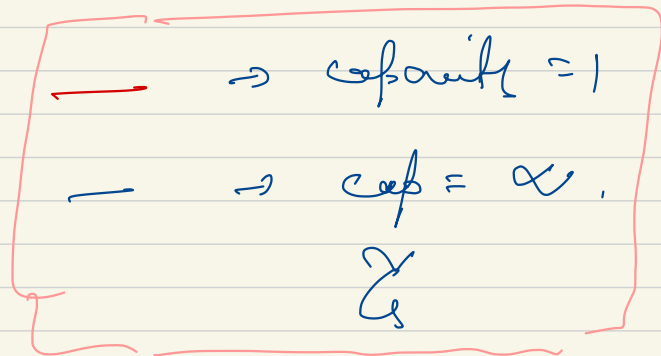 → capacity = 1
→ cap = ∞.